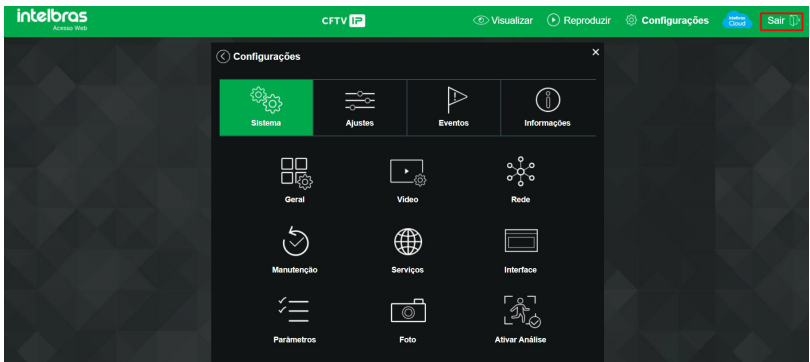 intelbras
Acesso Web
CFTV IP
Visualizar
Reproduzir
Configurações
intelbras
Cloud
Sair
Configurações
×
Sistema
Ajustes
Eventos
Informações
Geral
Vídeo
Rede
Manutenção
Serviços
Interface
Parâmetros
Foto
Ativar Análise